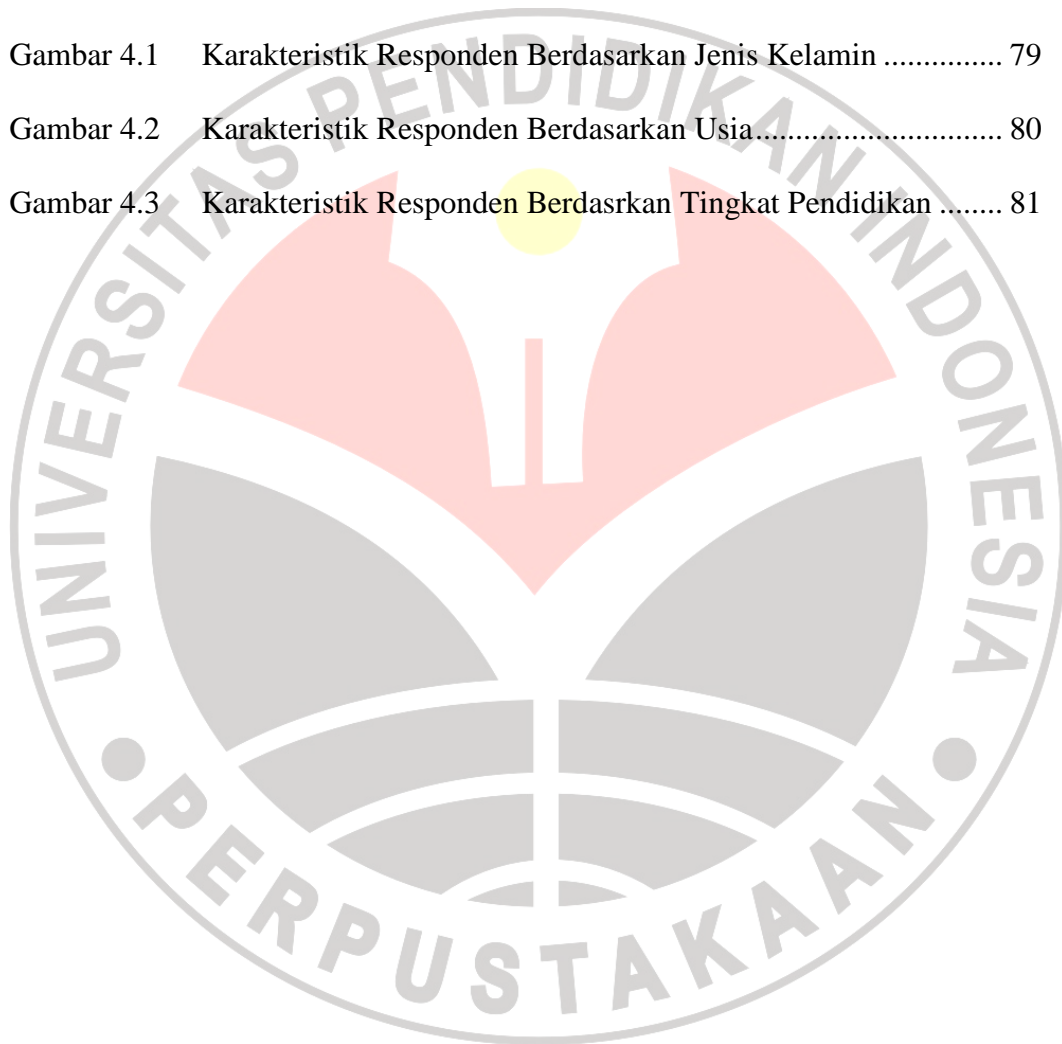 Gambar 4.1 Karakteristik Responden Berdasarkan Jenis Kelamin ............... 79
Gambar 4.2 Karakteristik Responden Berdasarkan Usia............................... 80
Gambar 4.3 Karakteristik Responden Berdasrkan Tingkat Pendidikan ........ 81
UNIVERSITAS PENDIDIKAN INDONESIA
PERPUSTAKAAN